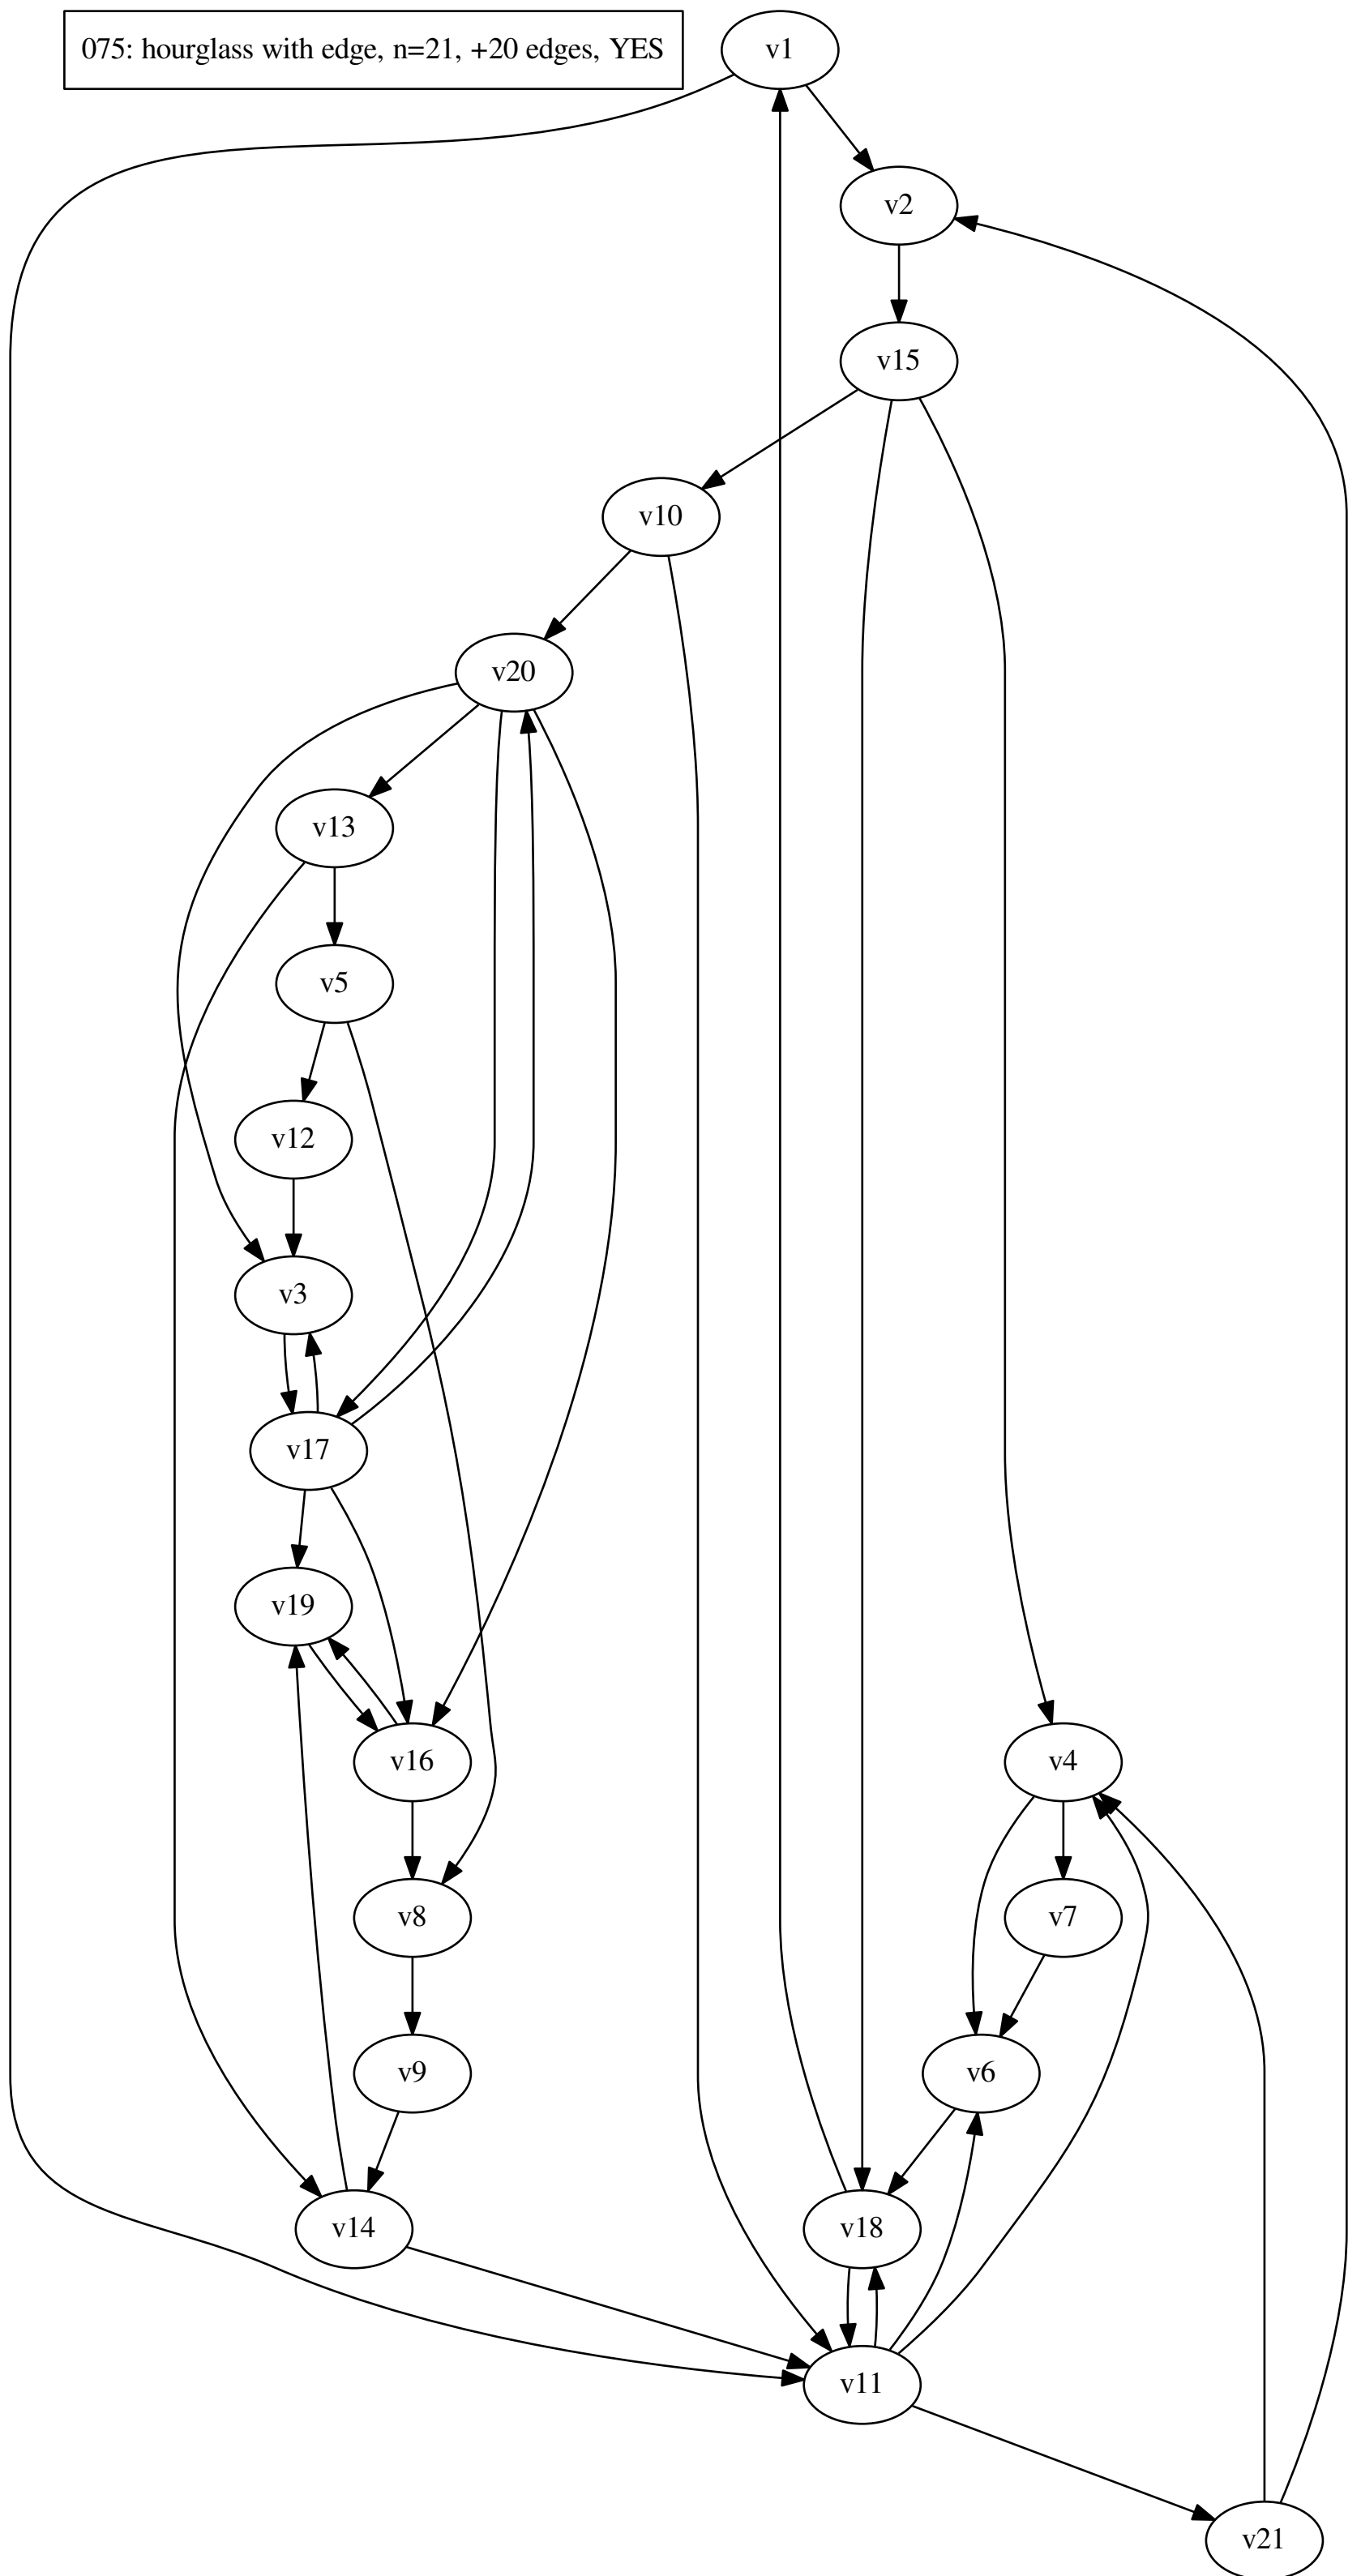 075: hourglass with edge, n=21, +20 edges, YES
v1
v2
v15
v10
v20
v13
v5
v12
v3
v17
v19
v16
v4
v8
v7
v9
v6
v14
v18
v11
v21